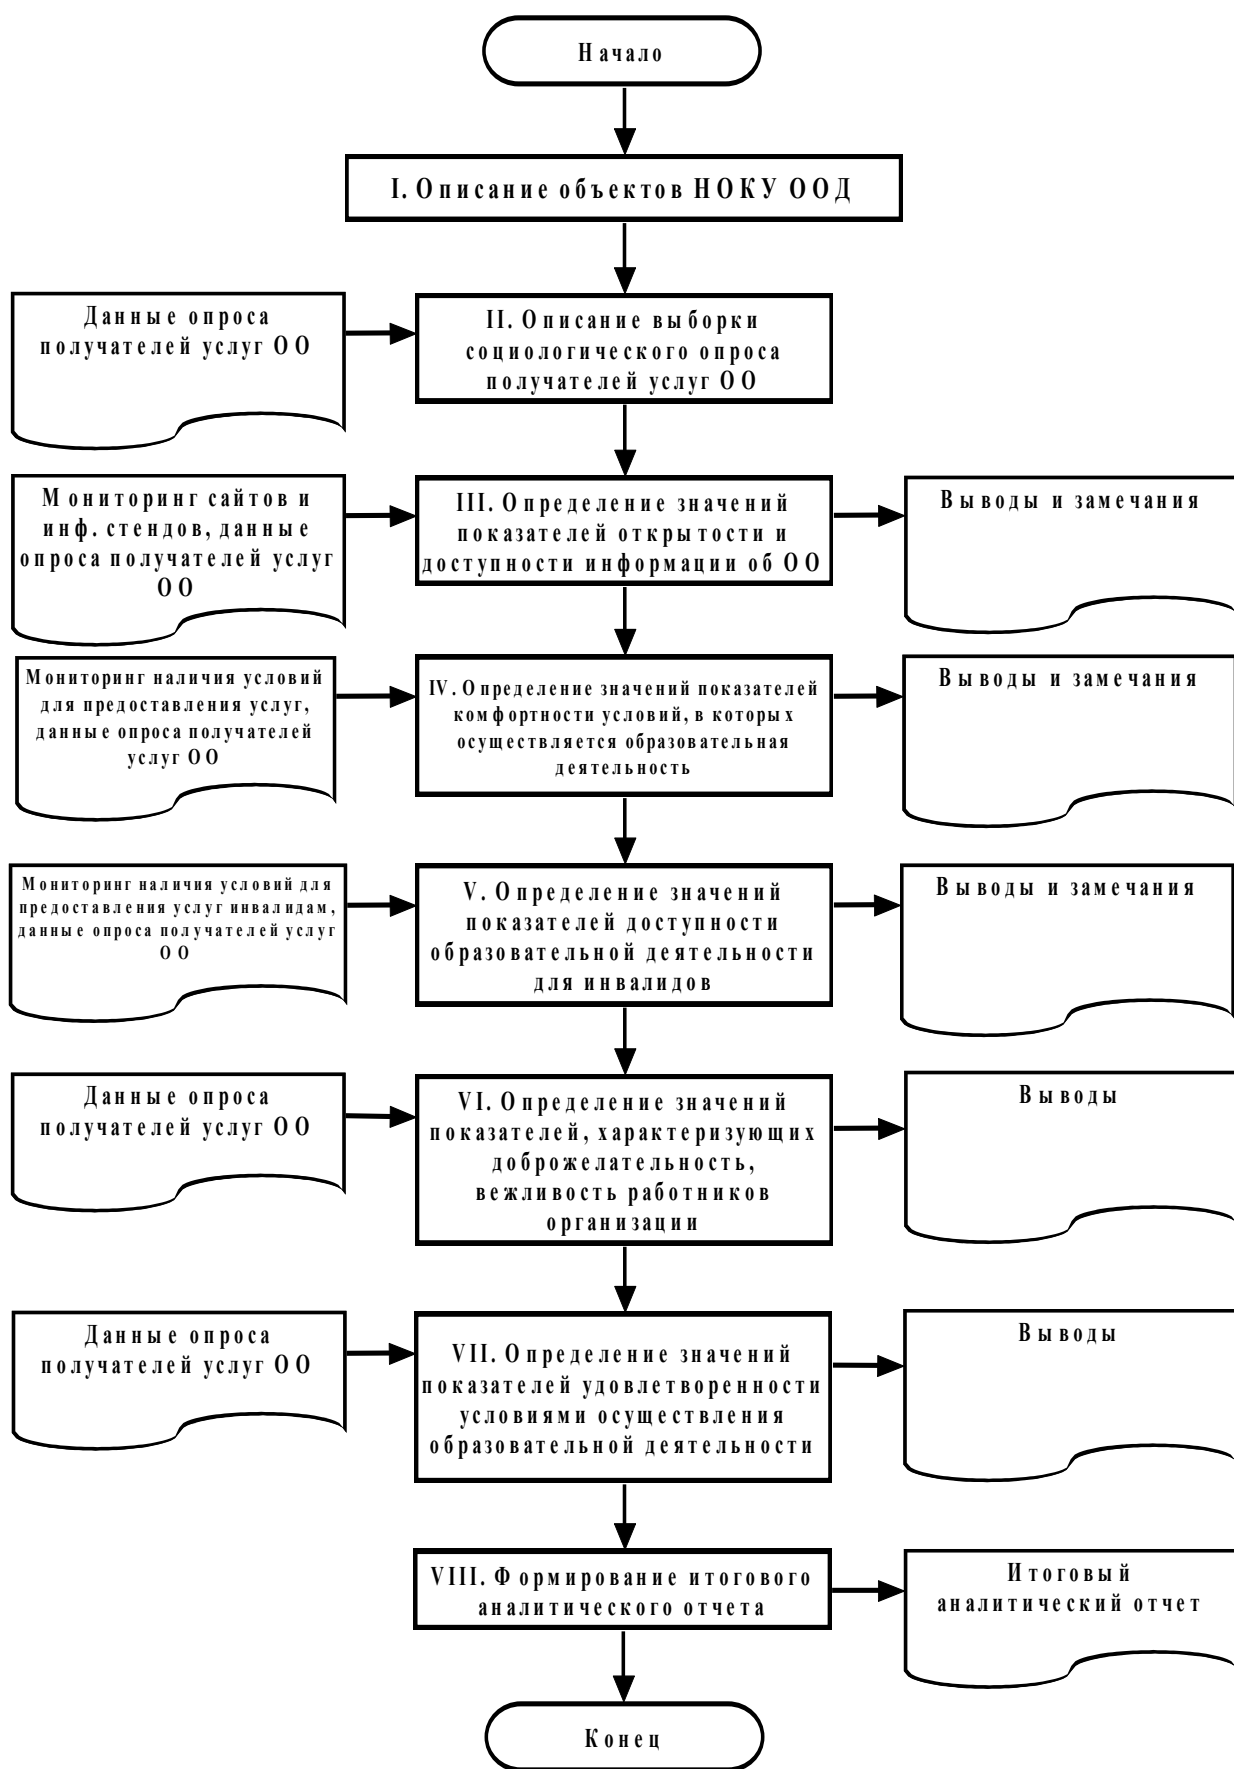 Начало
I. Описание объектов НОКУ ООД
Данные опроса
получателей услуг ОО
II. Описание выборки
социологического опроса
получателей услуг ОО
Мониторинг сайтов и
инф. стендов, данные
опроса получателей услуг
ОО
III. Определение значений
показателей открытости и
доступности информации об ОО
Выводы и замечания
Мониторинг наличия условий
для предоставления услуг,
данные опроса получателей
услуг ОО
IV. Определение значений показателей
комфортности условий, в которых
осуществляется образовательная
деятельность
Выводы и замечания
Мониторинг наличия условий для
предоставления услуг инвалидам,
данные опроса получателей услуг
ОО
V. Определение значений
показателей доступности
образовательной деятельности
для инвалидов
Выводы и замечания
Данные опроса
получателей услуг ОО
VI. Определение значений
показателей, характеризующих
доброжелательность,
вежливость работников
организации
Выводы
Данные опроса
получателей услуг ОО
VII. Определение значений
показателей удовлетворенности
условиями осуществления
образовательной деятельности
Выводы
VIII. Формирование итогового
аналитического отчета
Итоговый
аналитический отчет
Конец